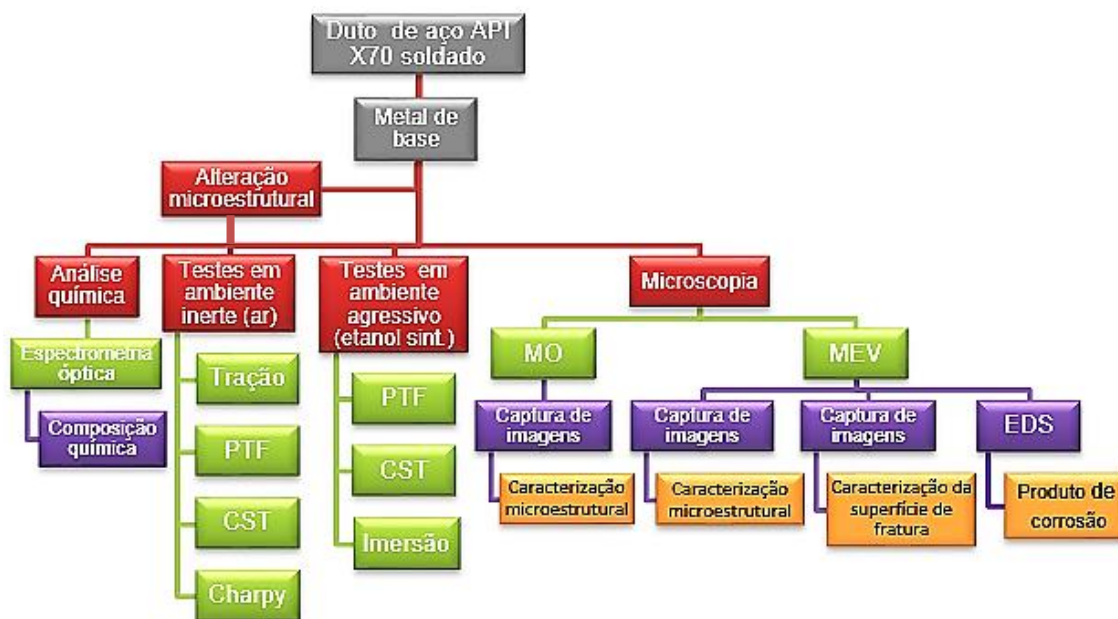 Duto de aço API
X70 soldado
Metal de
base
Alteração
microestrutural
Análise
química
Testes em
ambiente
inerte (ar)
Testes em
ambiente
agressivo
(etanol sint.)
Microscopia
Espectrometria
óptica
Composição
química
Tração
PTF
CST
Charpy
PTF
CST
Imersão
MO
MEV
Captura de
imagens
Captura de
imagens
Captura de
imagens
EDS
Caracterização
microestrutural
Caracterização
microestrutural
Caracterização da
superfície de
fratura
Produto de
corrosão